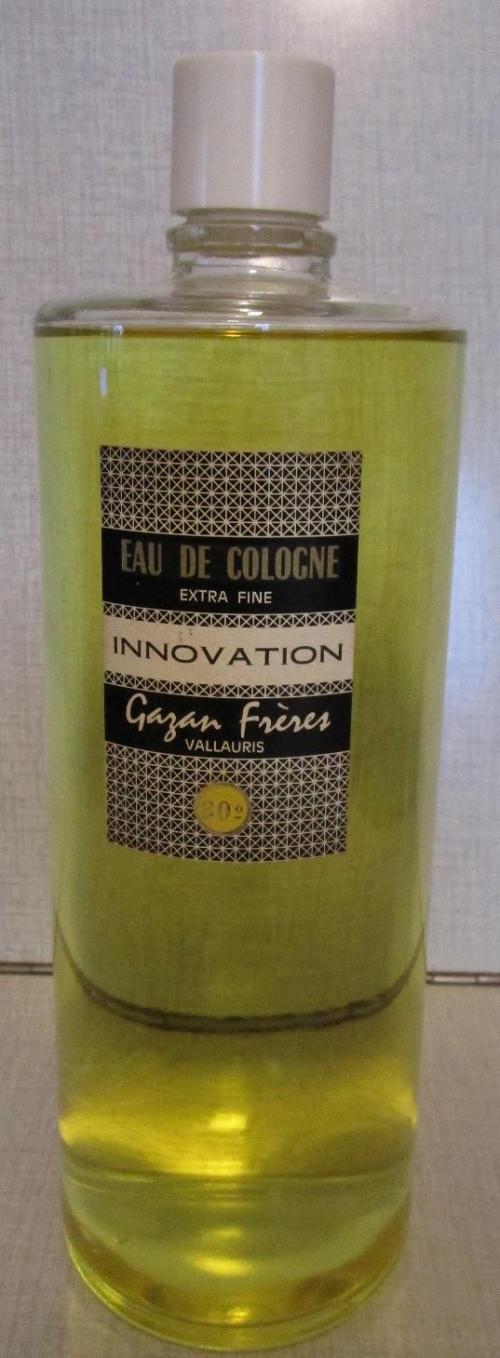 EAU DE COLOGNE
EXTRA FINE
INNOVATION
Gazan Frères
VALLAURIS